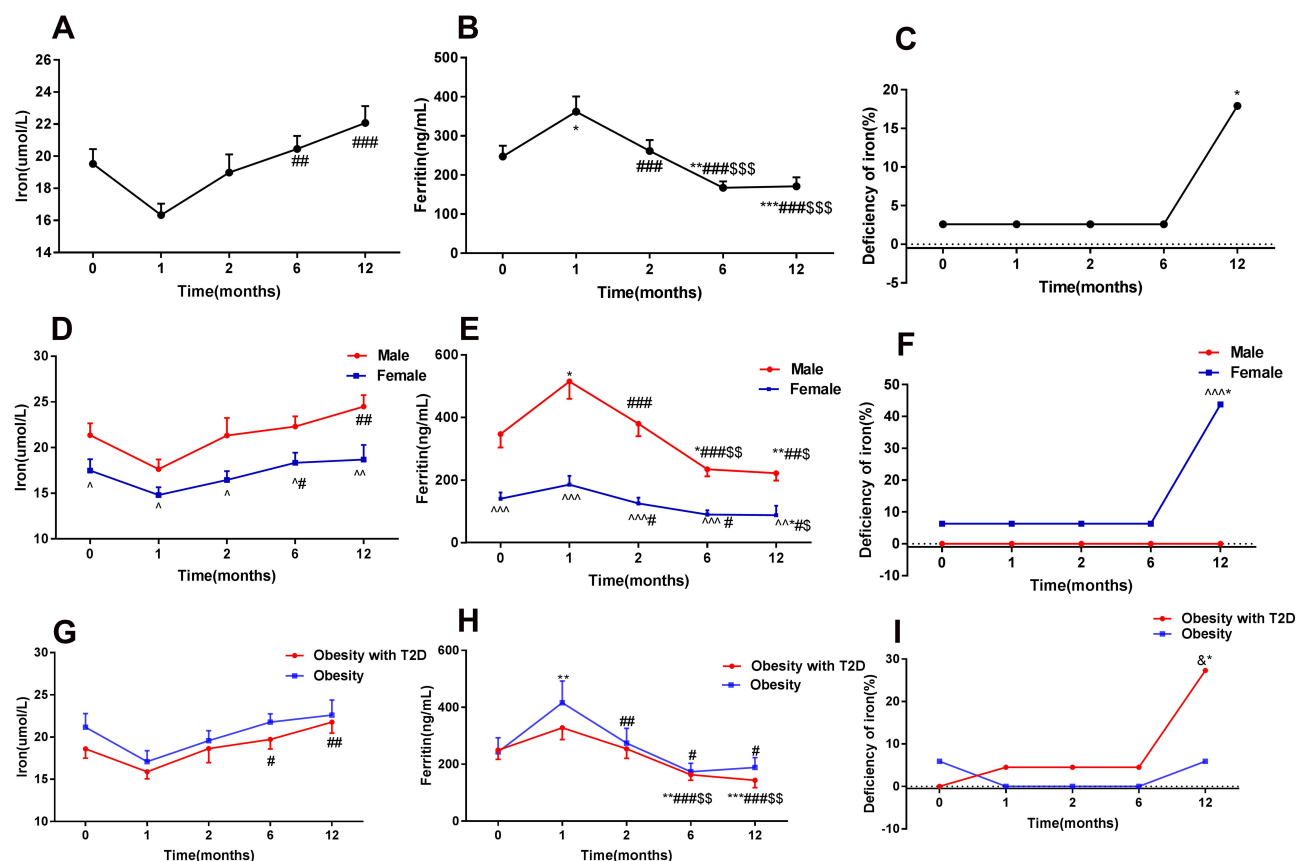 A
Iron(umol/L)
26
24
22
20
18
16
14
##
###
0 1 2 6 12
Time(months)
B
Ferritin(ng/mL)
500
400
300
200
100
0
*
###
**###$$$
***###$$$
0 1 2 6 12
Time(months)
C
Deficiency of iron(%)
20
15
10
5
0
-5
*
0 1 2 6 12
Time(months)
D
Male
Female
Iron(umol/L)
30
25
20
15
10
##
^
^
^
^#
^^
0 1 2 6 12
Time(months)
E
Male
Female
Ferritin(ng/mL)
600
400
200
0
*
###
*###$$
**##$
^^^
^^^
^^^#
^^^ #
^^*#$
0 1 2 6 12
Time(months)
F
Male
Female
Deficiency of iron(%)
50
40
30
20
10
0
-10
^^^*
0 1 2 6 12
Time(months)
G
Obesity with T2D
Obesity
Iron(umol/L)
30
25
20
15
10
#
##
0 1 2 6 12
Time(months)
H
Obesity with T2D
Obesity
Ferritin(ng/mL)
600
400
200
0
**
##
#
#
**###$$
***###$$
0 1 2 6 12
Time(months)
I
Obesity with T2D
Obesity
Deficiency of iron(%)
30
20
10
0
-10
&*
0 1 2 6 12
Time(months)